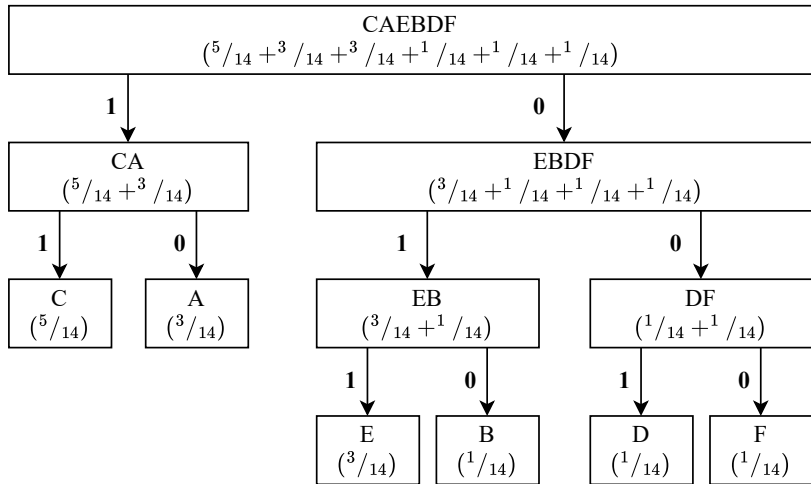 CAEBDF
(⁵/₁₄ +³ /₁₄ +³ /₁₄ +¹ /₁₄ +¹ /₁₄ +¹ /₁₄)
1 0
CA EBDF
(⁵/₁₄ +³ /₁₄) (³/₁₄ +¹ /₁₄ +¹ /₁₄ +¹ /₁₄)
1 0 1 0
C A EB DF
(⁵/₁₄) (³/₁₄) (³/₁₄ +¹ /₁₄) (¹/₁₄ +¹ /₁₄)
1 0 1 0
E B D F
(³/₁₄) (¹/₁₄) (¹/₁₄) (¹/₁₄)